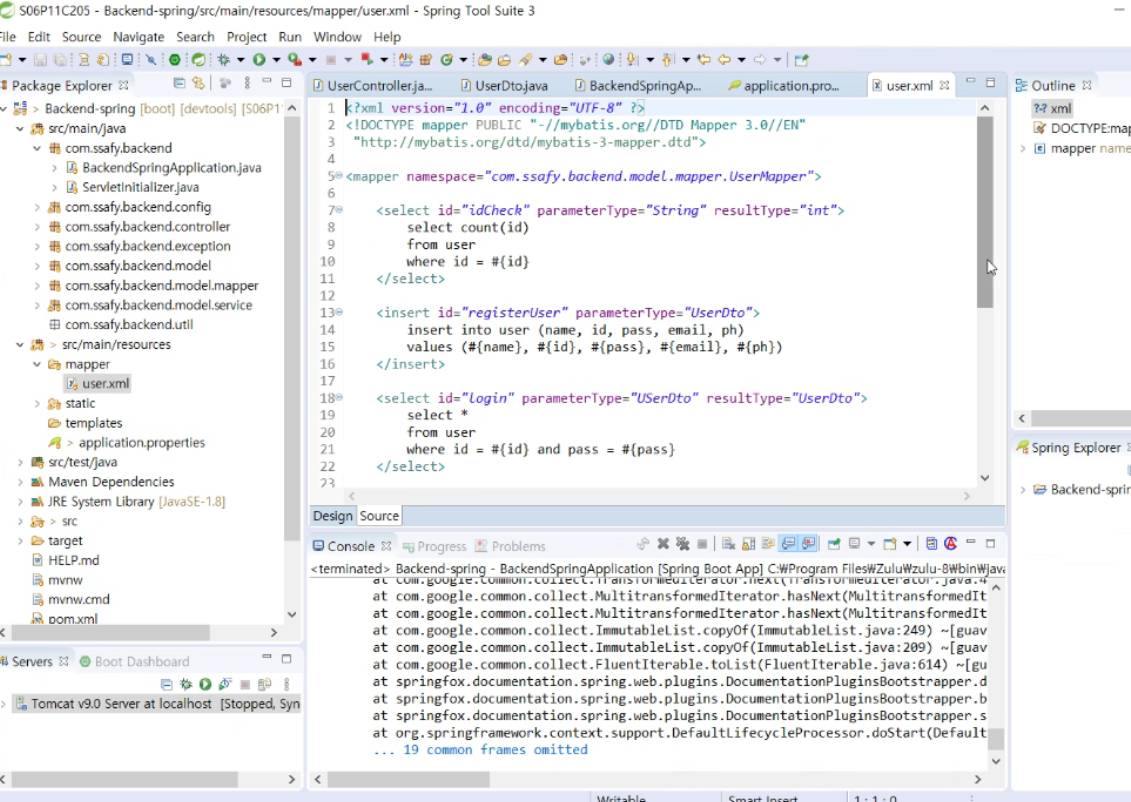 S06P11C205 - Backend-spring/src/main/resources/mapper/user.xml - Spring Tool Suite 3
File Edit Source Navigate Search Project Run Window Help
Package Explorer
UserController.ja...
UserDto.java
BackendSpringAp...
application.pro...
user.xml
Outline
> Backend-spring [boot] [devtools] [S06P1
src/main/java
com.ssafy.backend
BackendSpringApplication.java
ServletInitializer.java
com.ssafy.backend.config
com.ssafy.backend.controller
com.ssafy.backend.exception
com.ssafy.backend.model
com.ssafy.backend.model.mapper
com.ssafy.backend.model.service
com.ssafy.backend.util
> src/main/resources
mapper
user.xml
static
templates
> application.properties
src/test/java
Maven Dependencies
JRE System Library [JavaSE-1.8]
> src
target
HELP.md
mvnw
mvnw.cmd
pom.xml
1 <?xml version="1.0" encoding="UTF-8" ?>
2 <!DOCTYPE mapper PUBLIC "-//mybatis.org//DTD Mapper 3.0//EN"
3 "http://mybatis.org/dtd/mybatis-3-mapper.dtd">
4
5 <mapper namespace="com.ssafy.backend.model.mapper.UserMapper">
6
7 <select id="idCheck" parameterType="String" resultType="int">
8 select count(id)
9 from user
10 where id = #{id}
11 </select>
12
13 <insert id="registerUser" parameterType="UserDto">
14 insert into user (name, id, pass, email, ph)
15 values (#{name}, #{id}, #{pass}, #{email}, #{ph})
16 </insert>
17
18 <select id="login" parameterType="USerDto" resultType="UserDto">
19 select *
20 from user
21 where id = #{id} and pass = #{pass}
22 </select>
23
Design Source
xml
DOCTYPE:map
mapper name
Spring Explorer
Backend-sprin
Console Progress Problems
<terminated> Backend-spring - BackendSpringApplication [Spring Boot App] C:₩Program Files₩Zulu₩zulu-8₩bin₩java
at com.google.common.collect.TransformedIterator.next(TransformedIterator.java:4
at com.google.common.collect.MultitransformedIterator.hasNext(MultitransformedIt
at com.google.common.collect.MultitransformedIterator.hasNext(MultitransformedIt
at com.google.common.collect.ImmutableList.copyOf(ImmutableList.java:249) ~[guav
at com.google.common.collect.ImmutableList.copyOf(ImmutableList.java:209) ~[guav
at com.google.common.collect.FluentIterable.toList(FluentIterable.java:614) ~[gu
at springfox.documentation.spring.web.plugins.DocumentationPluginsBootstrapper.d
at springfox.documentation.spring.web.plugins.DocumentationPluginsBootstrapper.b
at springfox.documentation.spring.web.plugins.DocumentationPluginsBootstrapper.s
at org.springframework.context.support.DefaultLifecycleProcessor.doStart(Default
... 19 common frames omitted
Servers Boot Dashboard
Tomcat v9.0 Server at localhost [Stopped, Syn
Writable Smart Insert 1 : 1 : 0